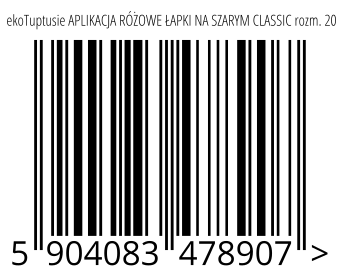 ekoTuptusie APLIKACJA RÓŻOWE ŁAPKI NA SZARYM CLASSIC rozm. 20
5 904083 478907 >